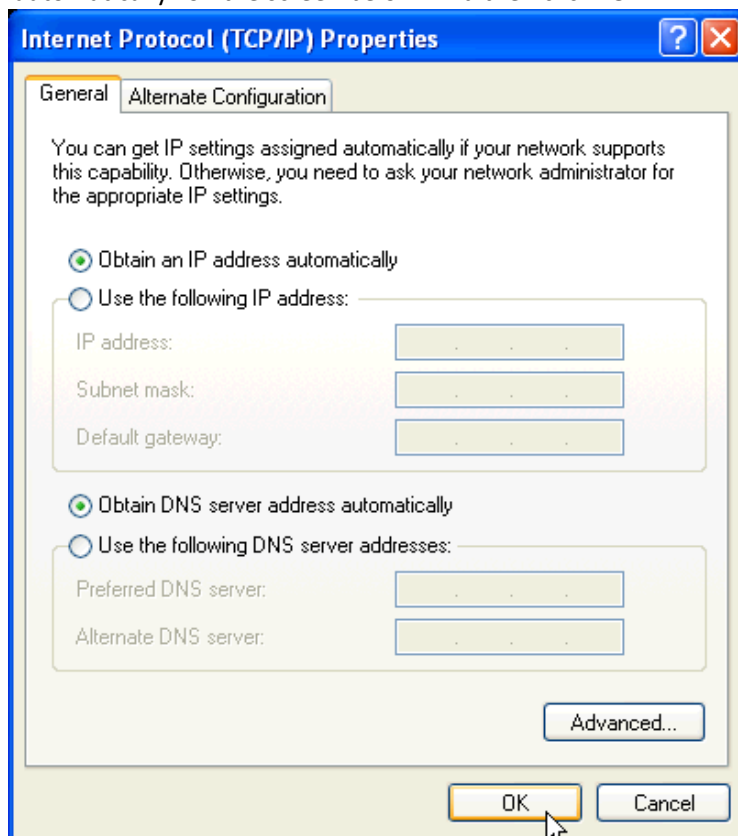 Internet Protocol (TCP/IP) Properties
General
Alternate Configuration
You can get IP settings assigned automatically if your network supports
this capability. Otherwise, you need to ask your network administrator for
the appropriate IP settings.
Obtain an IP address automatically
Use the following IP address:
IP address:
Subnet mask:
Default gateway:
Obtain DNS server address automatically
Use the following DNS server addresses:
Preferred DNS server:
Alternate DNS server:
Advanced...
OK
Cancel